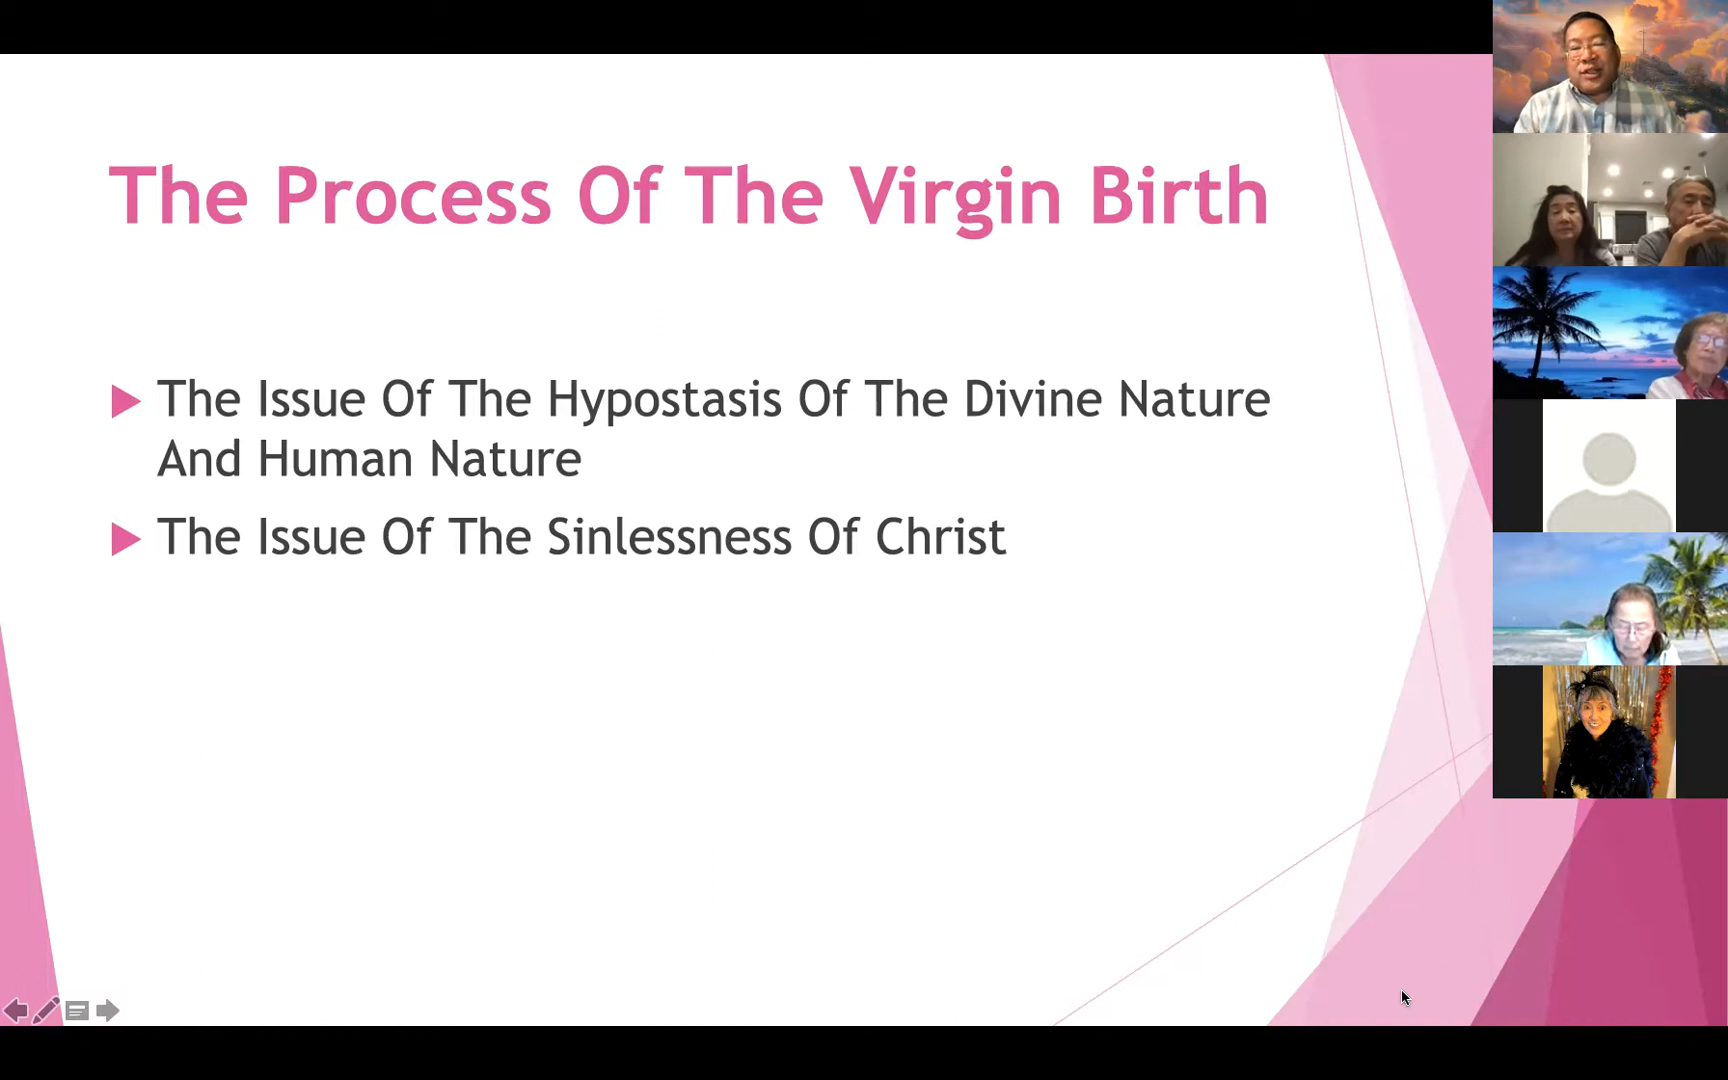 The Process Of The Virgin Birth
The Issue Of The Hypostasis Of The Divine Nature
And Human Nature
The Issue Of The Sinlessness Of Christ